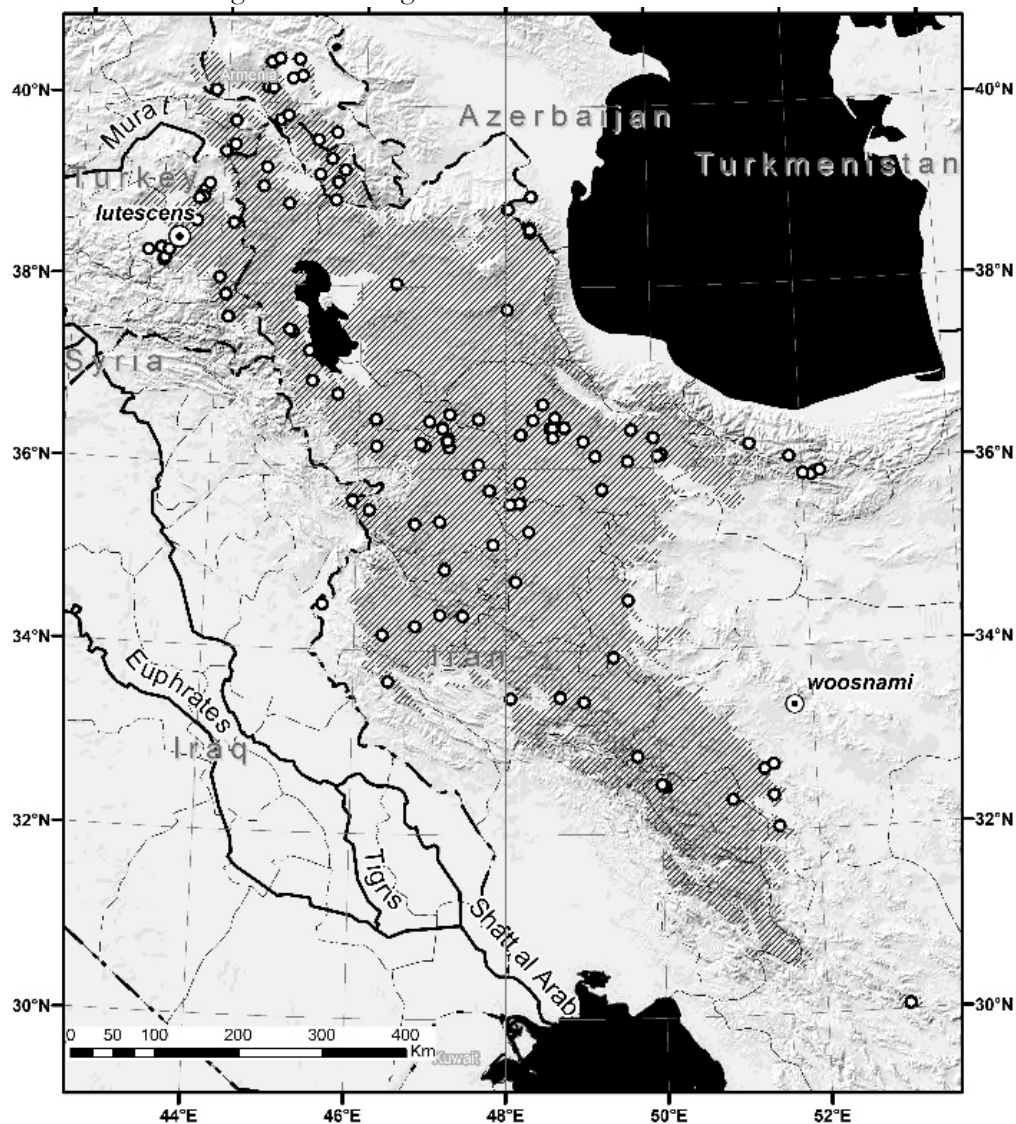 40°N
40°N
Armenia
Azerbaijan
Murat
Turkmenistan
Turkey
lutescens
38°N
38°N
Syria
36°N
36°N
34°N
34°N
Iran
Euphrates
woosnami
Iraq
32°N
32°N
Tigris
Shatt al Arab
30°N
30°N
0 50 100 200 300 400
Km
Kuwait
44°E 46°E 48°E 50°E 52°E